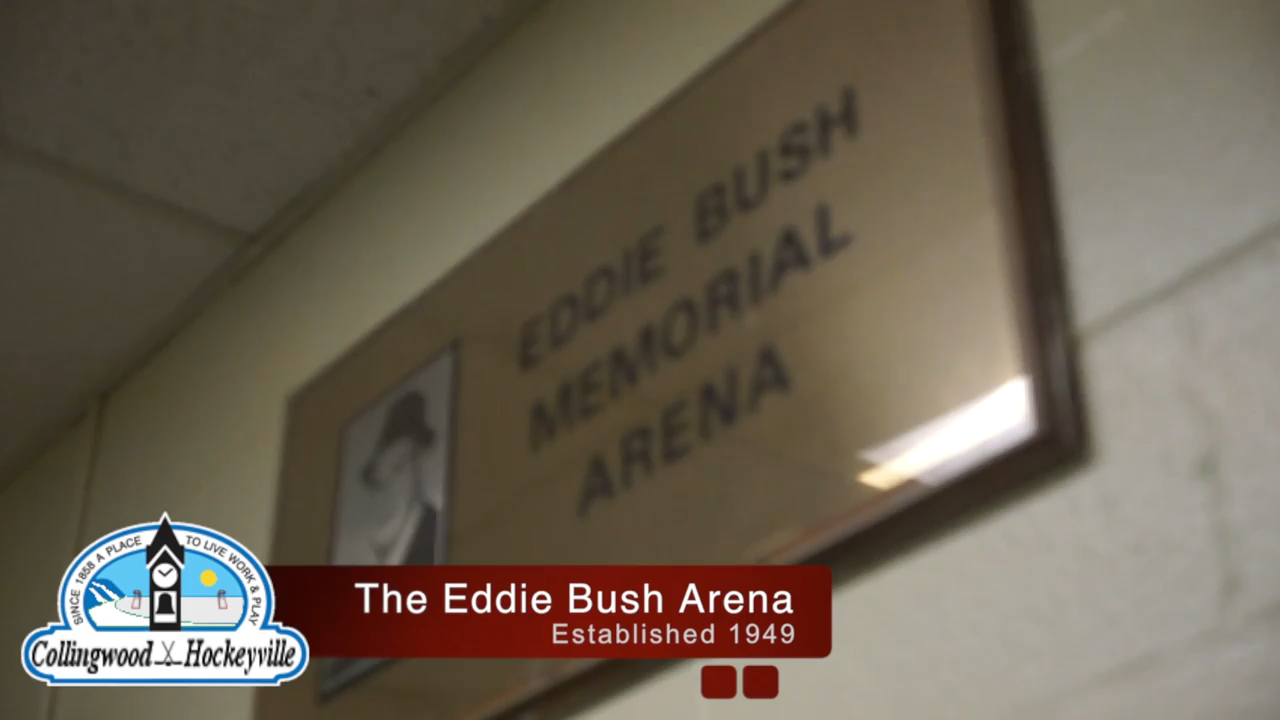 EDDIE BUSH
MEMORIAL
ARENA
The Eddie Bush Arena
Established 1949
SINCE 1858 A PLACE TO LIVE WORK & PLAY
Collingwood Hockeyville